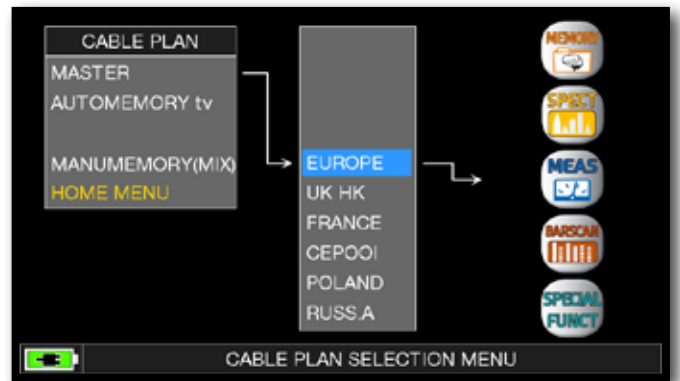 CABLE PLAN
MASTER
AUTOMEMORY tv
MANUMEMORY(MIX)
HOME MENU
EUROPE
UK HK
FRANCE
CEPOOI
POLAND
RUSS.A
MEMORY
SPECT
MEAS
BARSCAN
SPECIAL
FUNCT
CABLE PLAN SELECTION MENU